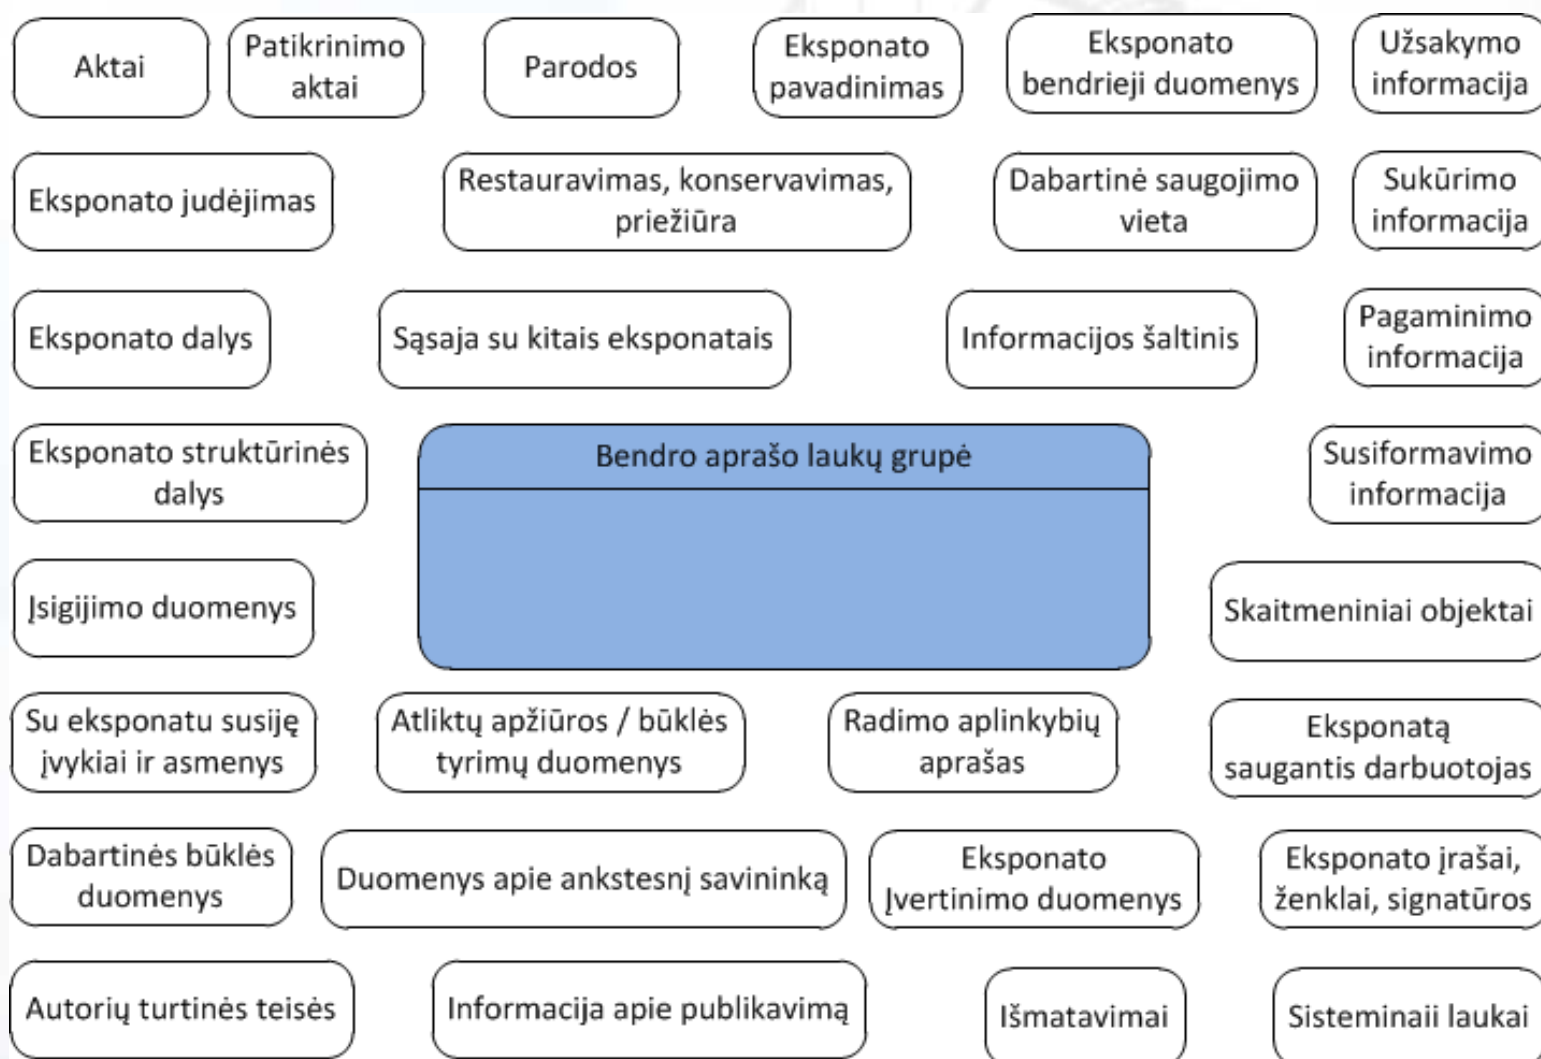 Aktai
Patikrinimo
aktai
Parodos
Eksponato
pavadinimas
Eksponato
bendrieji duomenys
Užsakymo
informacija
Eksponato judėjimas
Restauravimas, konservavimas,
priežiūra
Dabartinė saugojimo
vieta
Sukūrimo
informacija
Eksponato dalys
Sąsaja su kitais eksponatais
Informacijos šaltinis
Pagaminimo
informacija
Eksponato struktūrinės
dalys
Bendro aprašo laukų grupė
Susiformavimo
informacija
Įsigijimo duomenys
Skaitmeniniai objektai
Su eksponatu susiję
įvykiai ir asmenys
Atliktų apžiūros / būklės
tyrimų duomenys
Radimo aplinkybių
aprašas
Eksponatą
saugantis darbuotojas
Dabartinės būklės
duomenys
Duomenys apie ankstesnį savininką
Eksponato
Įvertinimo duomenys
Eksponato įrašai,
ženklai, signatūros
Autorių turtinės teisės
Informacija apie publikavimą
Išmatavimai
Sisteminaii laukai